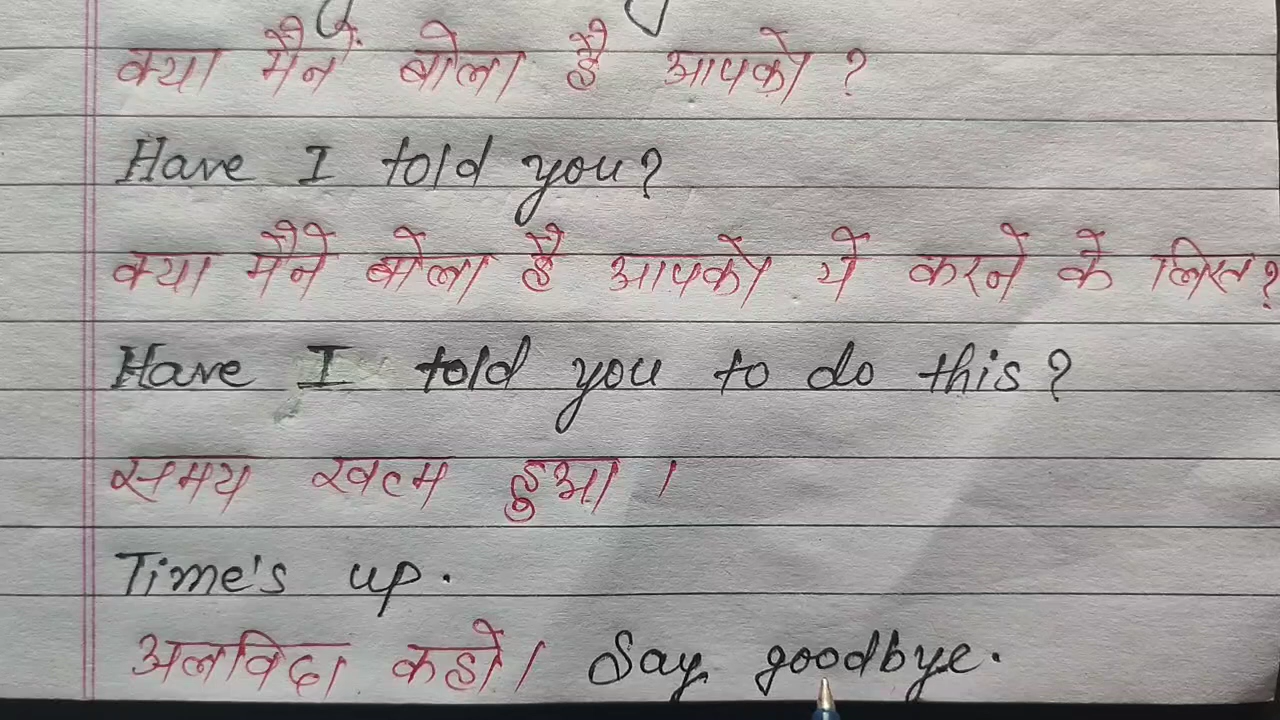 क्या मैंने बोला है आपको ?
Have I told you?
क्या मैंने बोला है आपको ये करने के लिए?
Have I told you to do this?
समय खत्म हुआ ।
Time's up.
अलविदा कहो। Say goodbye.